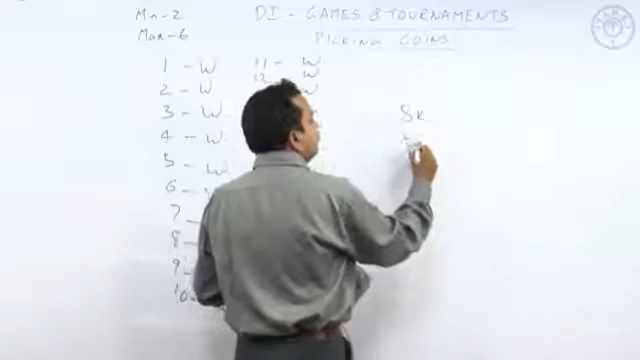 Mn-2
DI - GAMES & TOURNAMENTS
Max-6
PICKING COINS
1 - W
11 - W
2 - W
12 - W
W
3 - W
8K
4 - W
5 - W
6 -
7 -
8 -
9
10